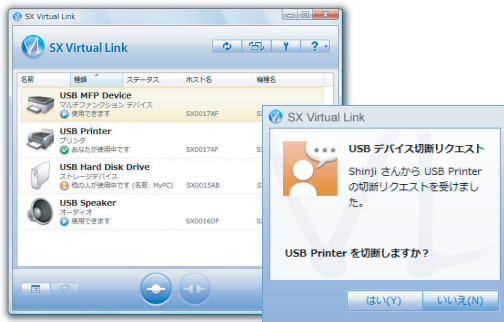 SX Virtual Link
SX Virtual Link
名前 種類 ステータス ホスト名 機種名
USB MFP Device
マルチファンクション デバイス
使用できます SX0017AF
USB Printer
プリンタ
あなたが使用中 SX0017AF
USB Hard Disk Drive
ストレージデバイス
他の人が使用中です (名前: MyPC) SX0015AB
USB Speaker
オーディオ
使用できます SX0016DF
SX Virtual Link
USB デバイス切断リクエスト
Shinji さんから USB Printer
の切断リクエストを受けまし
た。
USB Printer を切断しますか？
はい(Y) いいえ(N)